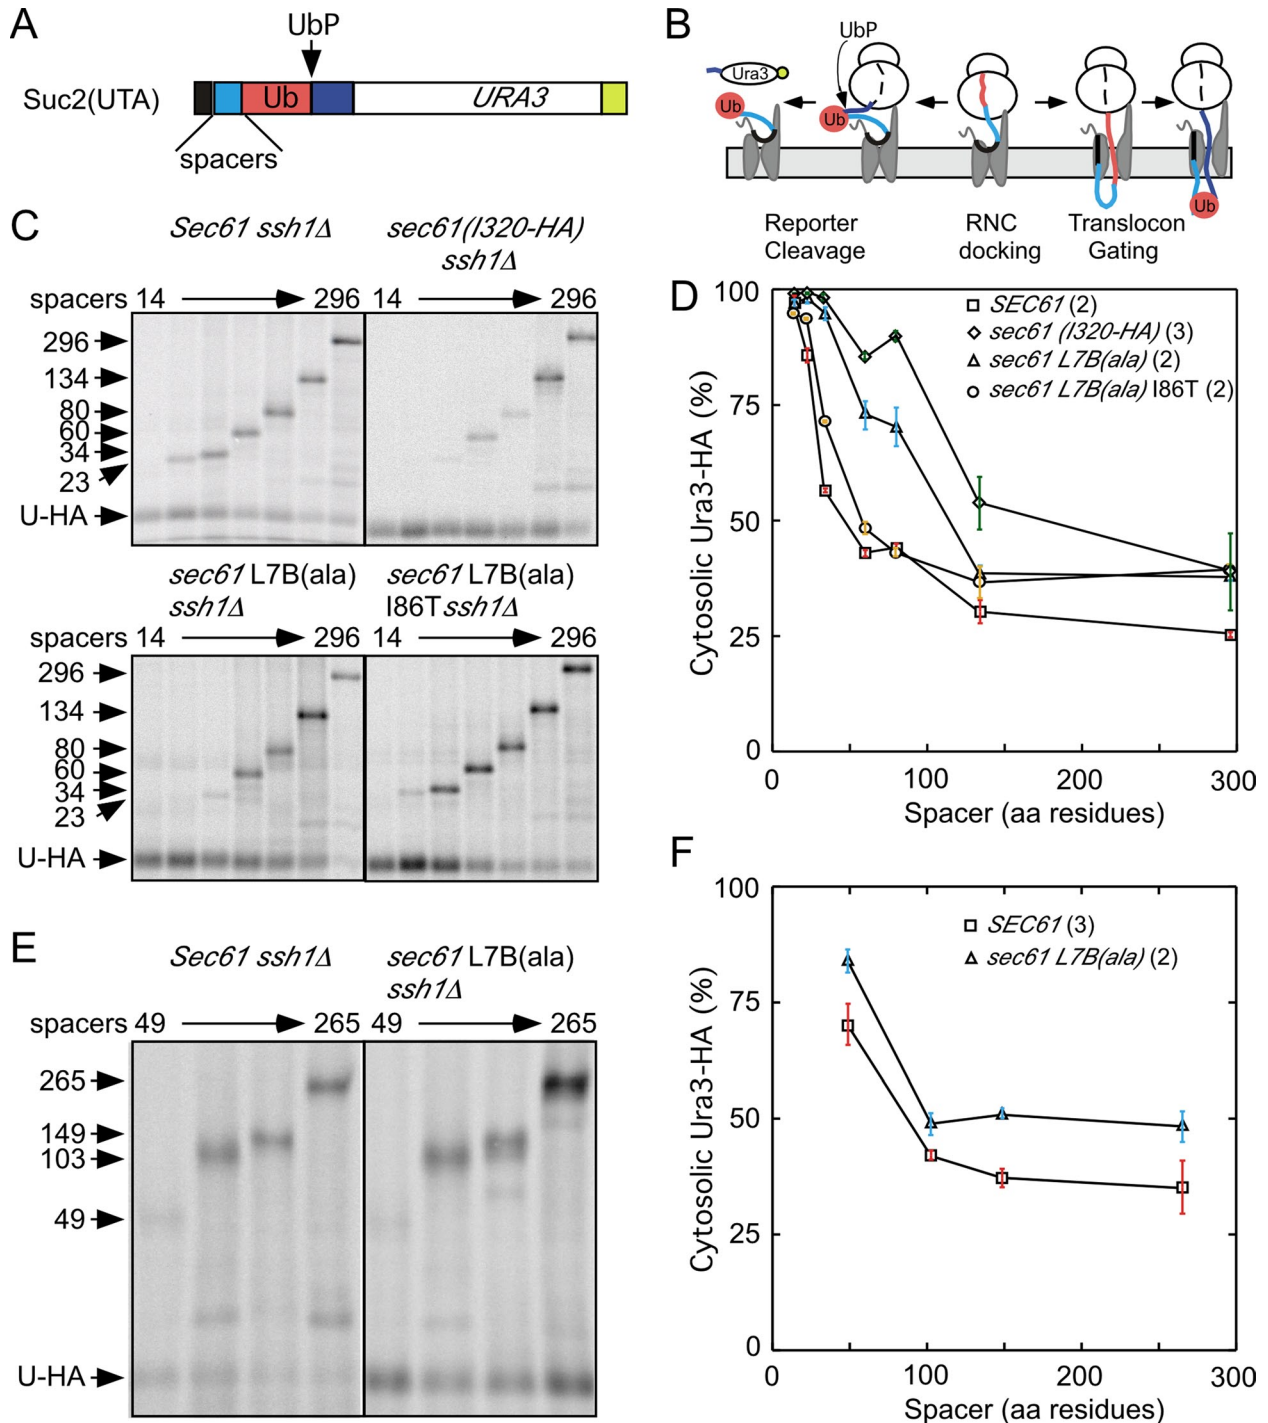 A
UbP
Suc2(UTA)
Ub
URA3
spacers
B
UbP
Ura3
Ub
Ub
Ub
Reporter
Cleavage
RNC
docking
Translocon
Gating
C
Sec61 ssh1Δ
sec61(I320-HA)
ssh1Δ
spacers 14 296 14 296
296
134
80
60
34
23
U-HA
sec61 L7B(ala)
ssh1Δ
sec61 L7B(ala)
I86T ssh1Δ
spacers 14 296 14 296
296
134
80
60
34
23
U-HA
D
100
75
50
25
0
Cytosolic Ura3-HA (%)
SEC61 (2)
sec61 (I320-HA) (3)
sec61 L7B(ala) (2)
sec61 L7B(ala) I86T (2)
0 100 200 300
Spacer (aa residues)
E
Sec61 ssh1Δ
sec61 L7B(ala)
ssh1Δ
spacers 49 265 49 265
265
149
103
49
U-HA
F
100
75
50
25
0
Cytosolic Ura3-HA (%)
SEC61 (3)
sec61 L7B(ala) (2)
0 100 200 300
Spacer (aa residues)